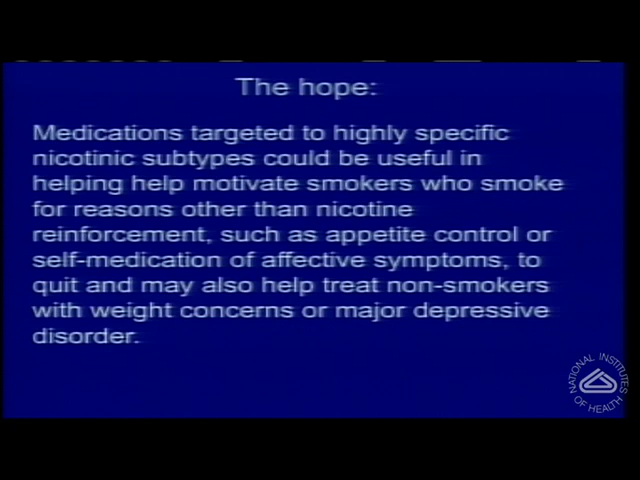 The hope:
Medications targeted to highly specific
nicotinic subtypes could be useful in
helping help motivate smokers who smoke
for reasons other than nicotine
reinforcement, such as appetite control or
self-medication of affective symptoms, to
quit and may also help treat non-smokers
with weight concerns or major depressive
disorder.
NATIONAL INSTITUTES
OF HEALTH